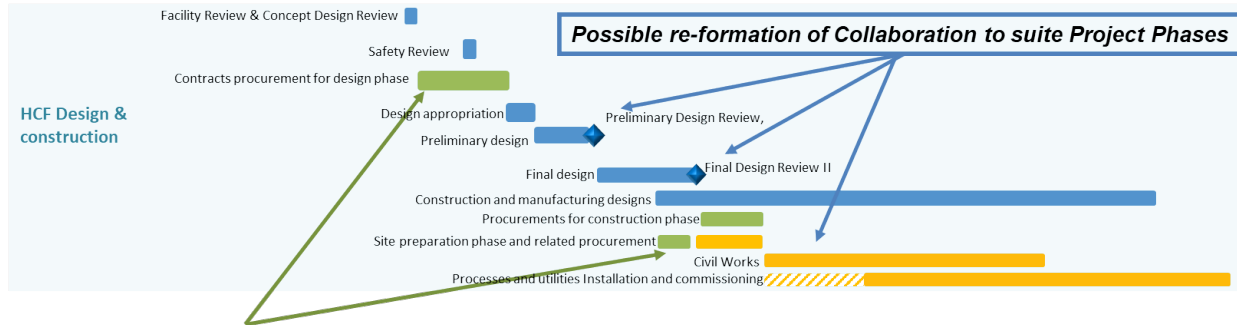 Facility Review & Concept Design Review
Possible re-formation of Collaboration to suite Project Phases
Safety Review
Contracts procurement for design phase
HCF Design &
construction
Design appropriation
Preliminary Design Review,
Preliminary design
Final Design Review II
Final design
Construction and manufacturing designs
Procurements for construction phase
Site preparation phase and related procurement
Civil Works
Processes and utilities Installation and commissioning